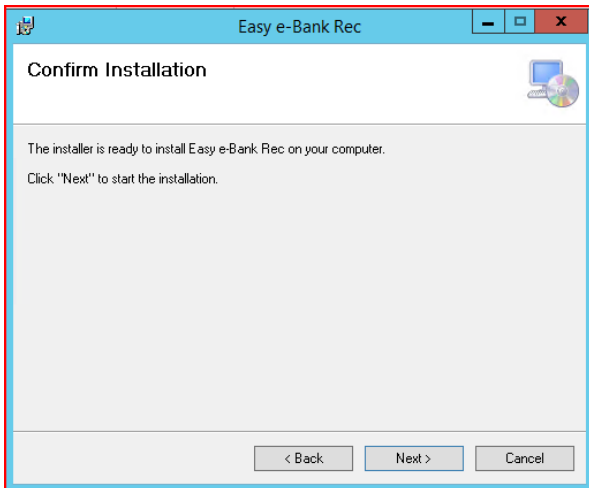 Easy e-Bank Rec
Confirm Installation
The installer is ready to install Easy e-Bank Rec on your computer.
Click "Next" to start the installation.
< Back
Next >
Cancel